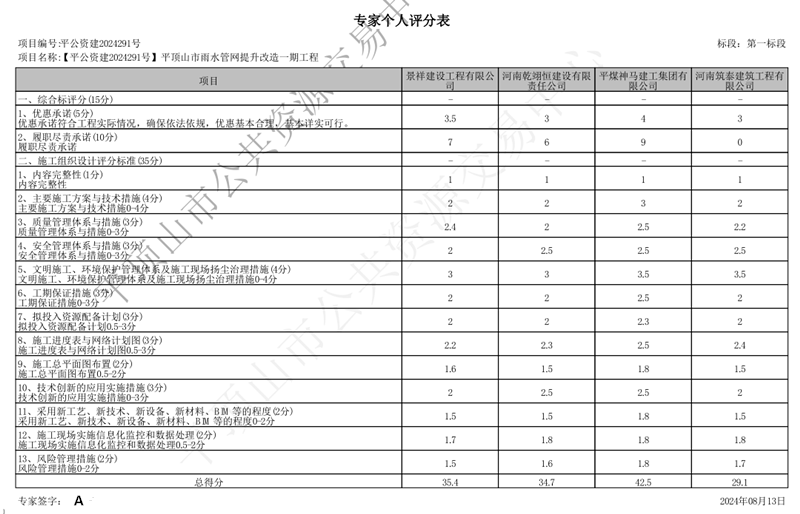 专家个人评分表
项目编号:平公资建2024291号 标段：第一标段
项目名称:【平公资建2024291号】平顶山市雨水管网提升改造一期工程
项目 景祥建设工程有限公司 河南乾翊恒建设有限责任公司 平煤神马建工集团有限公司 河南筑泰建筑工程有限公司
一、综合标评分(15分) - - - -
1、优惠承诺(5分)
优惠承诺符合工程实际情况，确保依法依规，优惠基本合理，基本详实可行。 3.5 3 4 3
2、履职尽责承诺(10分)
履职尽责承诺 7 6 9 0
二、施工组织设计评分标准(35分) - - - -
1、内容完整性(1分)
内容完整性 1 1 1 1
2、主要施工方案与技术措施(4分)
主要施工方案与技术措施0-4分 2 2 3 2
3、质量管理体系与措施(3分)
质量管理体系与措施0-3分 2.4 2 2.5 2.2
4、安全管理体系与措施(3分)
安全管理体系与措施0-3分 2 2.5 2.5 2.5
5、文明施工、环境保护管理体系及施工现场扬尘治理措施(4分)
文明施工、环境保护管理体系及施工现场扬尘治理措施0-4分 3 3 3.5 3.5
6、工期保证措施(3分)
工期保证措施0-3分 2 2 2.5 2
7、拟投入资源配备计划(3分)
拟投入资源配备计划0.5-3分 2 2 2.3 2
8、施工进度表与网络计划图(3分)
施工进度表与网络计划图0.5-3分 2.2 2.3 2.5 2.4
9、施工总平面图布置(2分)
施工总平面图布置0.5-2分 1.6 1.5 1.8 1.5
10、技术创新的应用实施措施(3分)
技术创新的应用实施措施0-3分 2 2.5 2.5 2
11、采用新工艺、新技术、新设备、新材料、BIM 等的程度(2分)
采用新工艺、新技术、新设备、新材料、BIM 等的程度0-2分 1.5 1.5 1.8 1.5
12、施工现场实施信息化监控和数据处理(2分)
施工现场实施信息化监控和数据处理0.5-2分 1.7 1.8 1.8 1.8
13、风险管理措施(2分)
风险管理措施0-2分 1.5 1.6 1.8 1.7
总得分 35.4 34.7 42.5 29.1
专家签字： A 2024年08月13日
平顶山市公共资源交易中
平顶山市公共资源交易中心